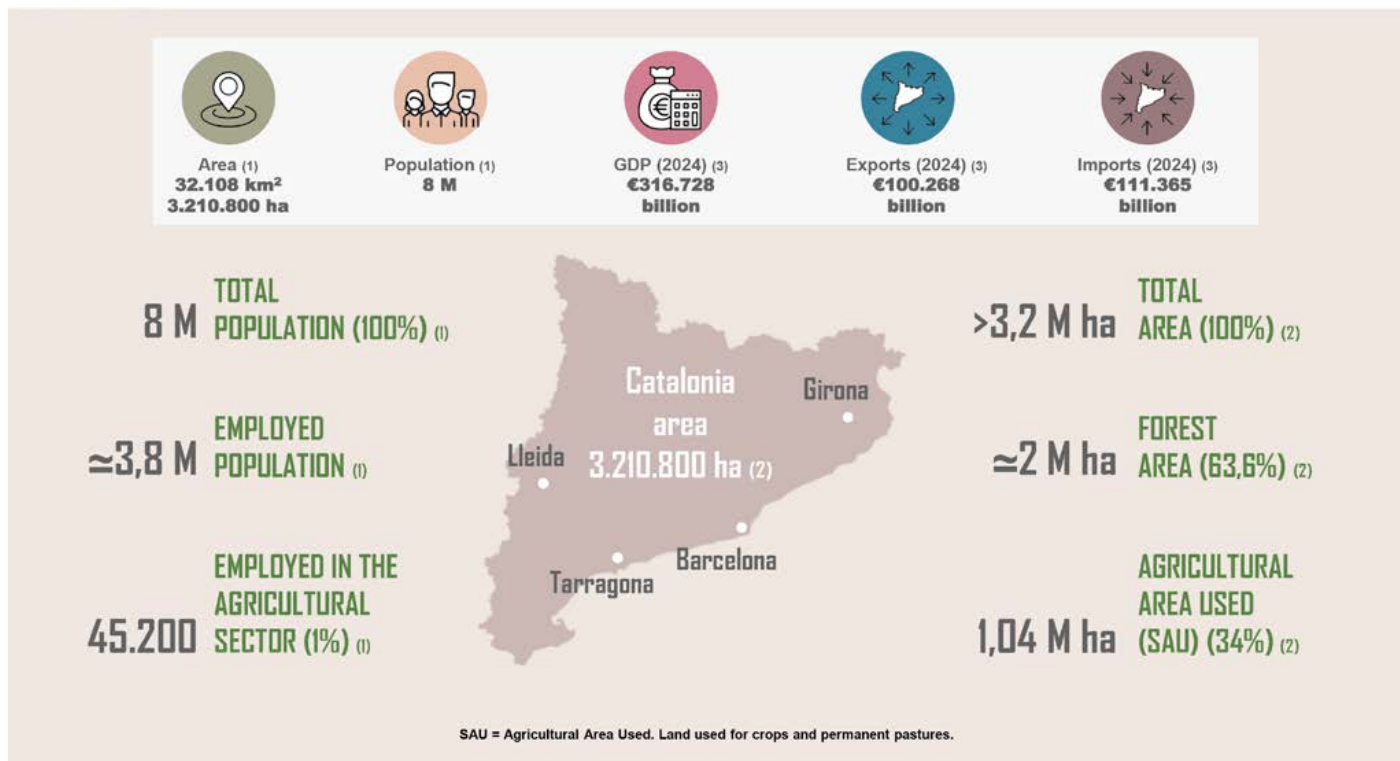 Area (1)
32.108 km²
3.210.800 ha
Population (1)
8 M
GDP (2024) (3)
€316.728
billion
Exports (2024) (3)
€100.268
billion
Imports (2024) (3)
€111.365
billion
8 M
TOTAL
POPULATION (100%) (1)
≃3,8 M
EMPLOYED
POPULATION (1)
45.200
EMPLOYED IN THE
AGRICULTURAL
SECTOR (1%) (1)
Catalonia
area
3.210.800 ha (2)
Girona
Lleida
Barcelona
Tarragona
>3,2 M ha
TOTAL
AREA (100%) (2)
≃2 M ha
FOREST
AREA (63,6%) (2)
1,04 M ha
AGRICULTURAL
AREA USED
(SAU) (34%) (2)
SAU = Agricultural Area Used. Land used for crops and permanent pastures.